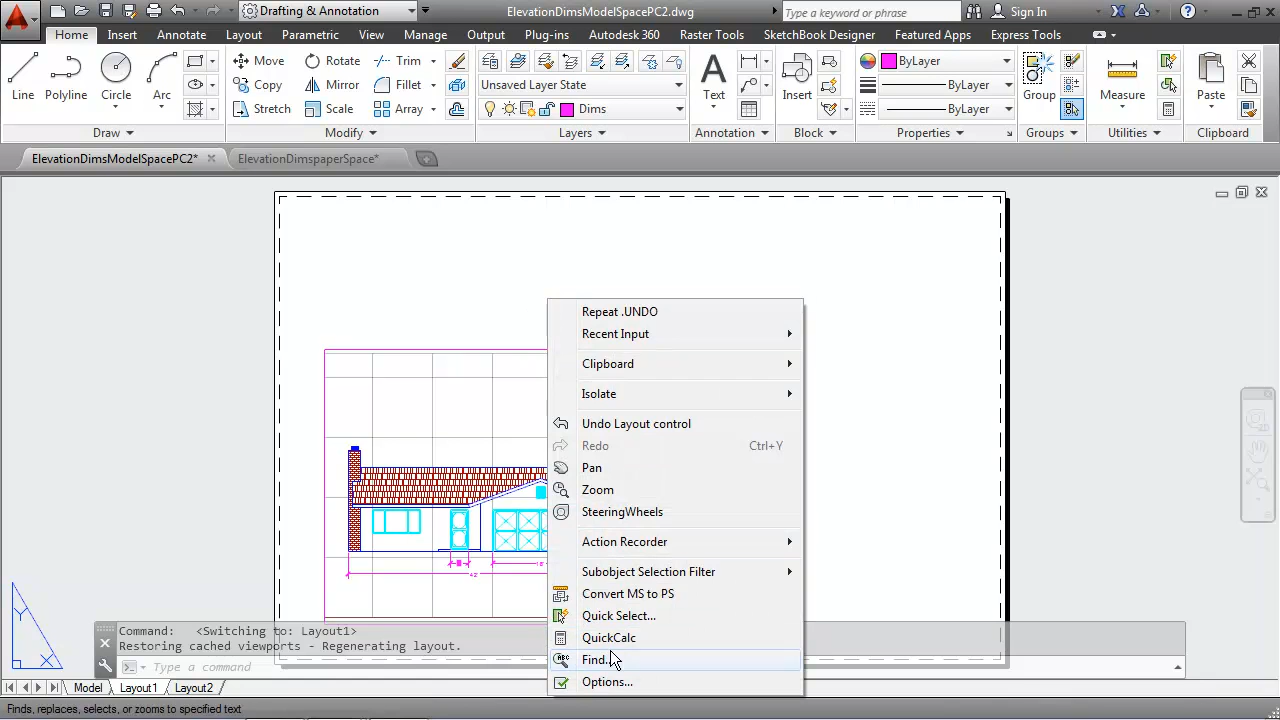 Drafting & Annotation
ElevationDimsModelSpacePC2.dwg
Type a keyword or phrase
Sign In
Home Insert Annotate Layout Parametric View Manage Output Plug-ins Autodesk 360 Raster Tools SketchBook Designer Featured Apps Express Tools
Line Polyline Circle Arc
Move Rotate Trim
Copy Mirror Fillet
Stretch Scale Array
Unsaved Layer State
Dims
Text
Insert
ByLayer
ByLayer
ByLayer
Group
Measure
Paste
Draw Modify Layers Annotation Block Properties Groups Utilities Clipboard
ElevationDimsModelSpacePC2* ElevationDimspaperSpace*
Repeat .UNDO
Recent Input
Clipboard
Isolate
Undo Layout control
Redo Ctrl+Y
Pan
Zoom
SteeringWheels
Action Recorder
Subobject Selection Filter
Convert MS to PS
Quick Select...
QuickCalc
Find...
Options...
Y
X
Command: <Switching to: Layout1>
Restoring cached viewports - Regenerating layout.
Type a command
Model Layout1 Layout2
Finds, replaces, selects, or zooms to specified text